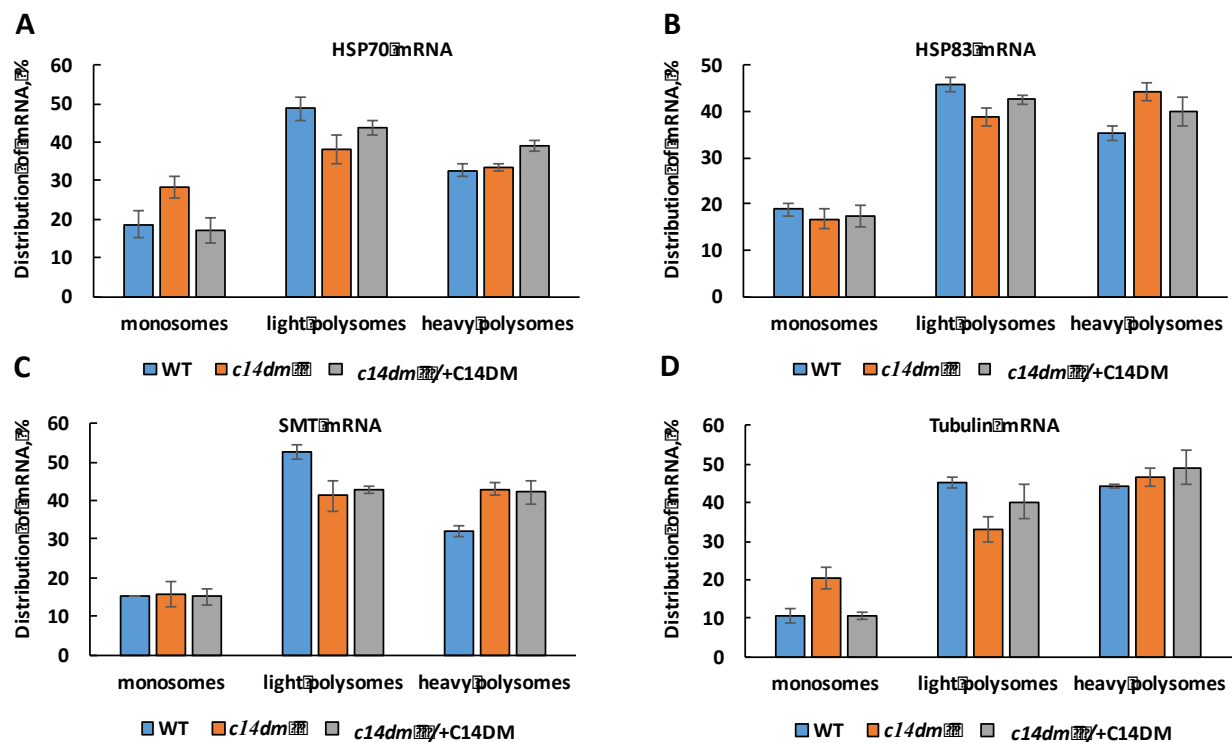 A
HSP70 mRNA
Distribution of mRNA, %
60
50
40
30
20
10
0
monosomes light polysomes heavy polysomes
WT c14dm c14dm /+C14DM
B
HSP83 mRNA
Distribution of mRNA, %
50
40
30
20
10
0
monosomes light polysomes heavy polysomes
WT c14dm c14dm /+C14DM
C
SMT mRNA
Distribution of mRNA, %
60
50
40
30
20
10
0
monosomes light polysomes heavy polysomes
WT c14dm c14dm /+C14DM
D
Tubulin mRNA
Distribution of mRNA, %
60
50
40
30
20
10
0
monosomes light polysomes heavy polysomes
WT c14dm c14dm /+C14DM